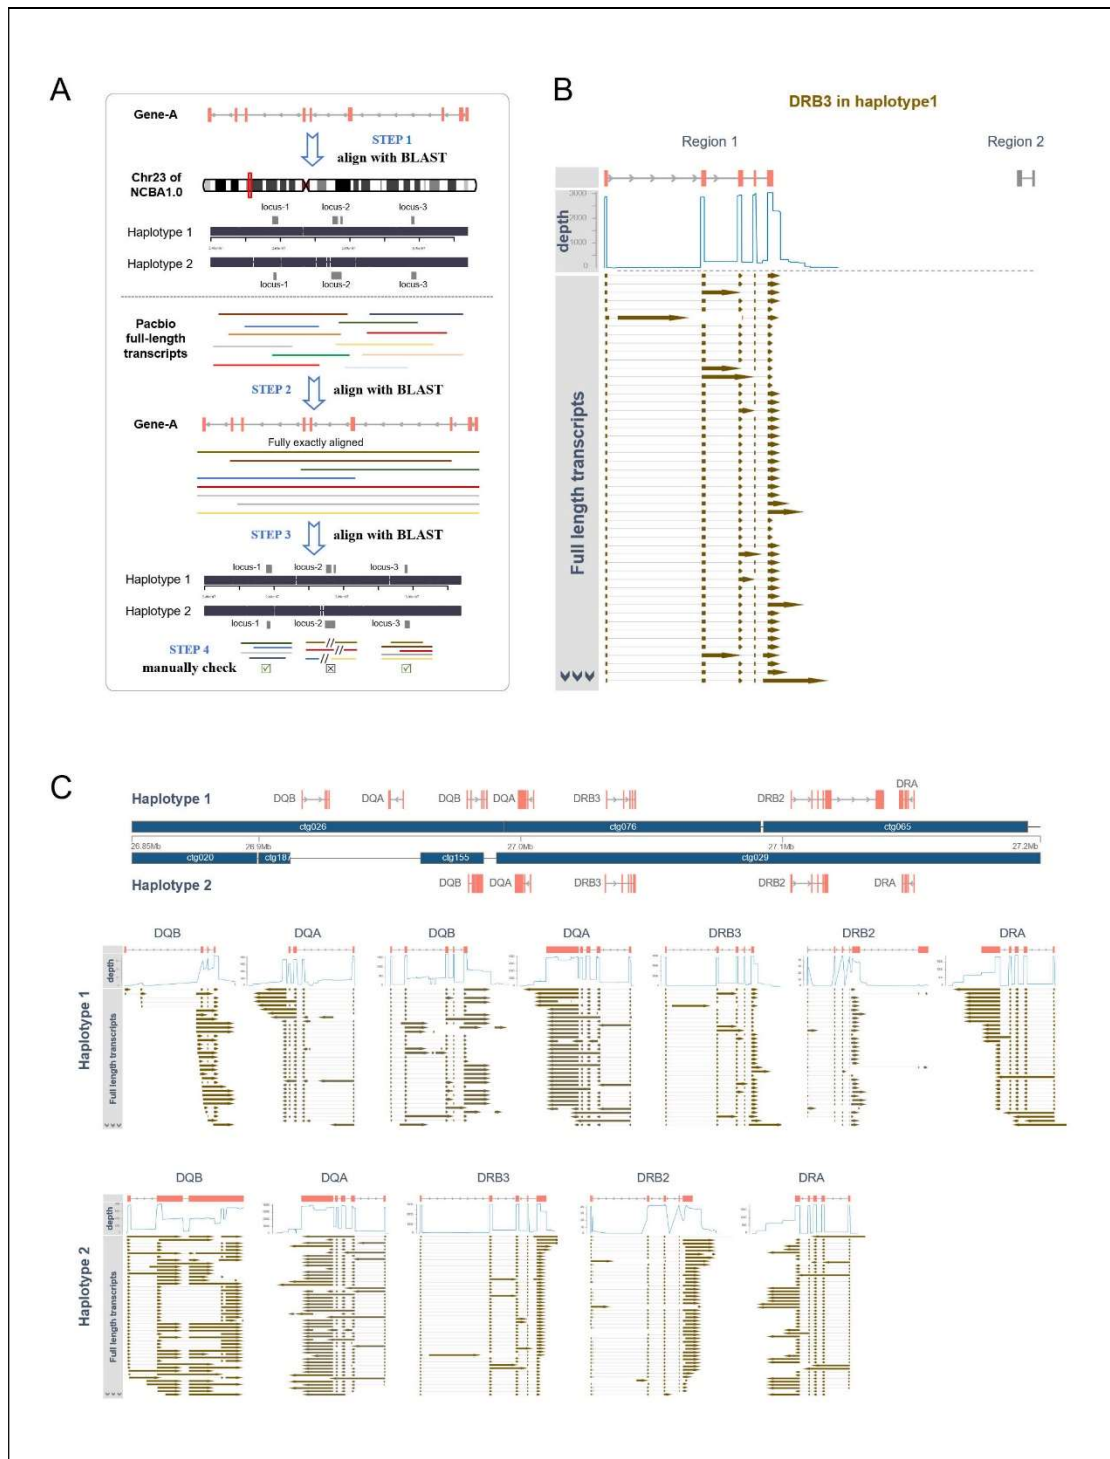 A
Gene-A
STEP 1
align with BLAST
Chr23 of
NCBA1.0
locus-1 locus-2 locus-3
Haplotype 1
Haplotype 2
locus-1 locus-2 locus-3
Pacbio
full-length
transcripts
STEP 2 align with BLAST
Gene-A
Fully exactly aligned
STEP 3 align with BLAST
locus-1 locus-2 locus-3
Haplotype 1
Haplotype 2
locus-1 locus-2 locus-3
STEP 4
manually check
B
DRB3 in haplotype1
Region 1 Region 2
depth
3000
2000
1000
0
Full length transcripts
C
Haplotype 1
DQB DQA DQB DQA DRB3 DRB2 DRA
ctg026 ctg076 ctg065
26.85Mb 26.9Mb 27.0Mb 27.1Mb 27.2Mb
ctg020 ctg187 ctg155 ctg029
Haplotype 2
DQB DQA DRB3 DRB2 DRA
DQB DQA DQB DQA DRB3 DRB2 DRA
Haplotype 1
depth
Full length transcripts
DQB DQA DRB3 DRB2 DRA
Haplotype 2
depth
Full length transcripts